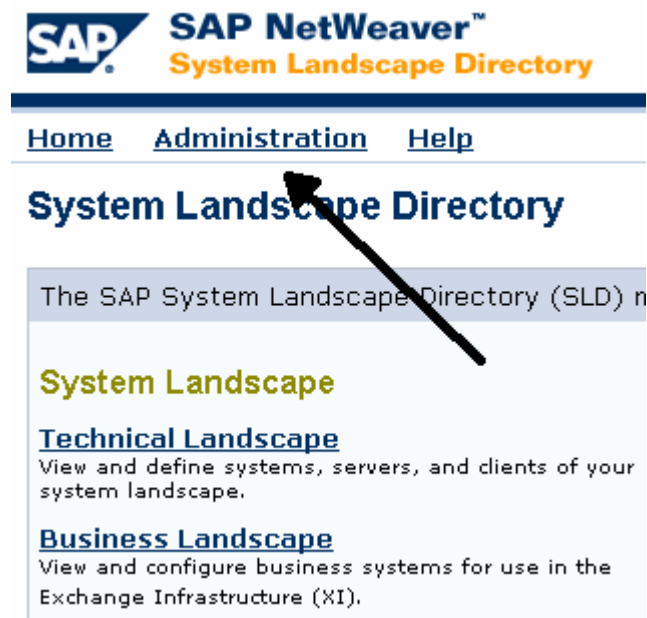 SAP
SAP NetWeaver™
System Landscape Directory
Home Administration Help
System Landscape Directory
The SAP System Landscape Directory (SLD)
System Landscape
Technical Landscape
View and define systems, servers, and clients of your
system landscape.
Business Landscape
View and configure business systems for use in the
Exchange Infrastructure (XI).